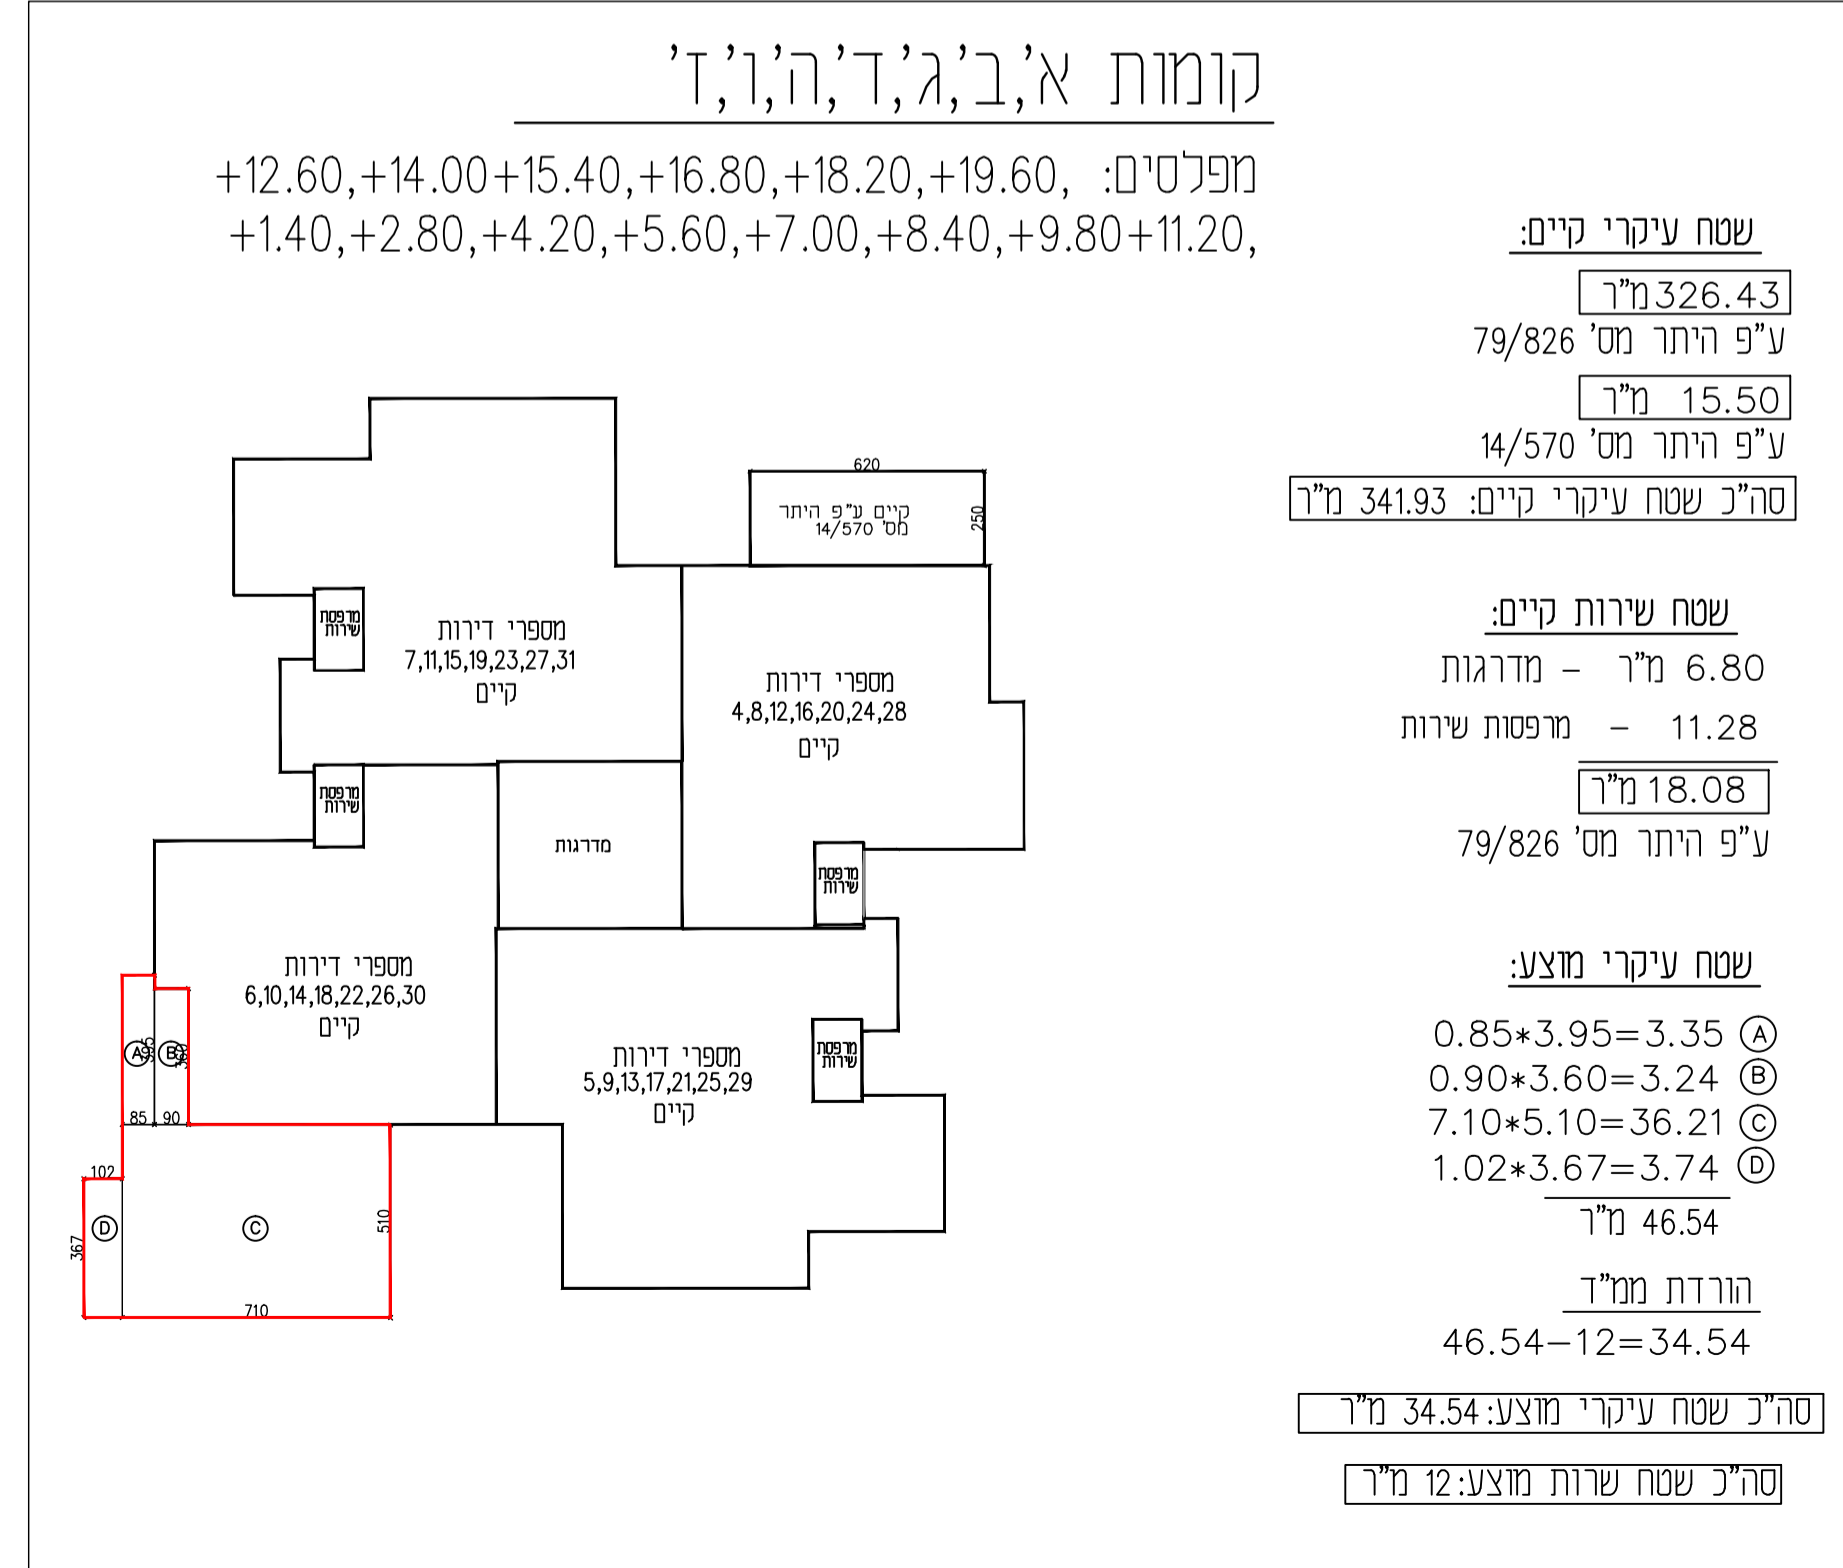 קומות א',ב',ג',ד',ה',ו',ז'
מפלסים: ,+12.60,+14.00+15.40,+16.80,+18.20,+19.60
+1.40,+2.80,+4.20,+5.60,+7.00,+8.40,+9.80+11.20,
שטח עיקרי קיים:
326.43 מ"ר
ע"פ היתר מס' 79/826
15.50 מ"ר
ע"פ היתר מס' 14/570
סה"כ שטח עיקרי קיים: 341.93 מ"ר
שטח שירות קיים:
6.80 מ"ר - מדרגות
11.28 - מרפסות שירות
18.08 מ"ר
ע"פ היתר מס' 79/826
שטח עיקרי מוצע:
0.85*3.95=3.35 A
0.90*3.60=3.24 B
7.10*5.10=36.21 C
1.02*3.67=3.74 D
46.54 מ"ר
הורדת ממ"ד
46.54-12=34.54
סה"כ שטח עיקרי מוצע: 34.54 מ"ר
סה"כ שטח שרות מוצע: 12 מ"ר
620
קיים ע"פ היתר
מס' 14/570
250
מרפסת
שירות
מספרי דירות
7,11,15,19,23,27,31
קיים
מספרי דירות
4,8,12,16,20,24,28
קיים
מרפסת
שירות
מדרגות
מרפסת
שירות
מספרי דירות
6,10,14,18,22,26,30
קיים
מספרי דירות
5,9,13,17,21,25,29
קיים
מרפסת
שירות
A
395
B
360
85
90
102
D
C
367
510
710